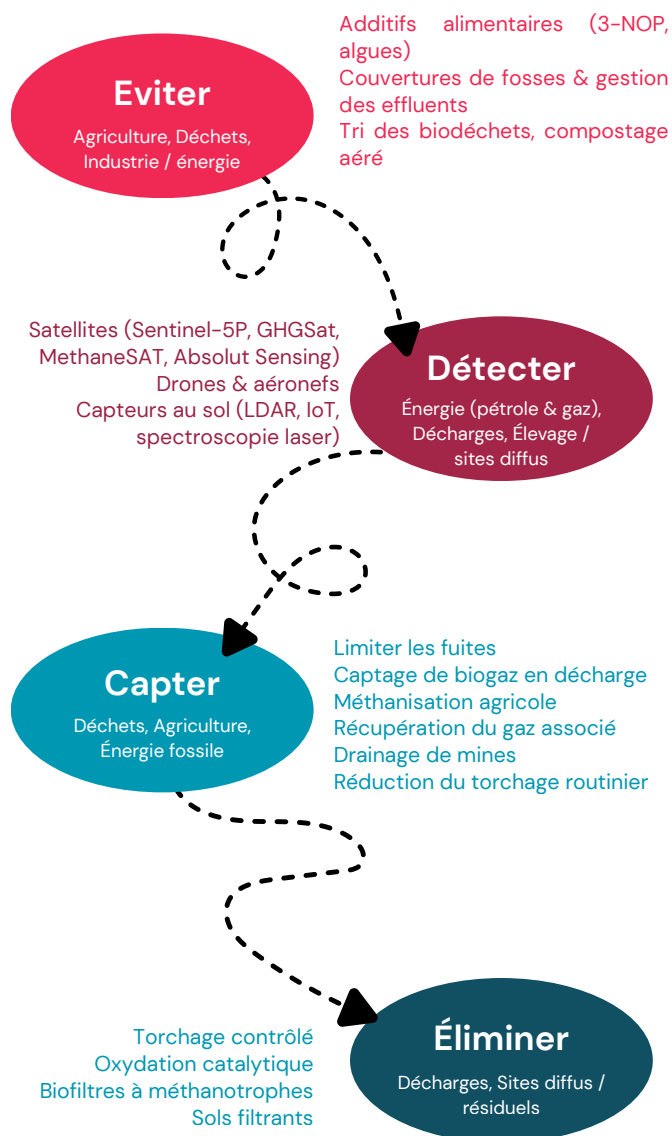 Additifs alimentaires (3-NOP,
algues)
Couvertures de fosses & gestion
des effluents
Tri des biodéchets, compostage
aéré
Eviter
Agriculture, Déchets,
Industrie / énergie
Satellites (Sentinel-5P, GHGSat,
MethaneSAT, Absolut Sensing)
Drones & aéronefs
Capteurs au sol (LDAR, IoT,
spectroscopie laser)
Détecter
Énergie (pétrole & gaz),
Décharges, Élevage /
sites diffus
Capter
Déchets, Agriculture,
Énergie fossile
Limiter les fuites
Captage de biogaz en décharge
Méthanisation agricole
Récupération du gaz associé
Drainage de mines
Réduction du torchage routinier
Torchage contrôlé
Oxydation catalytique
Biofiltres à méthanotrophes
Sols filtrants
Éliminer
Décharges, Sites diffus /
résiduels